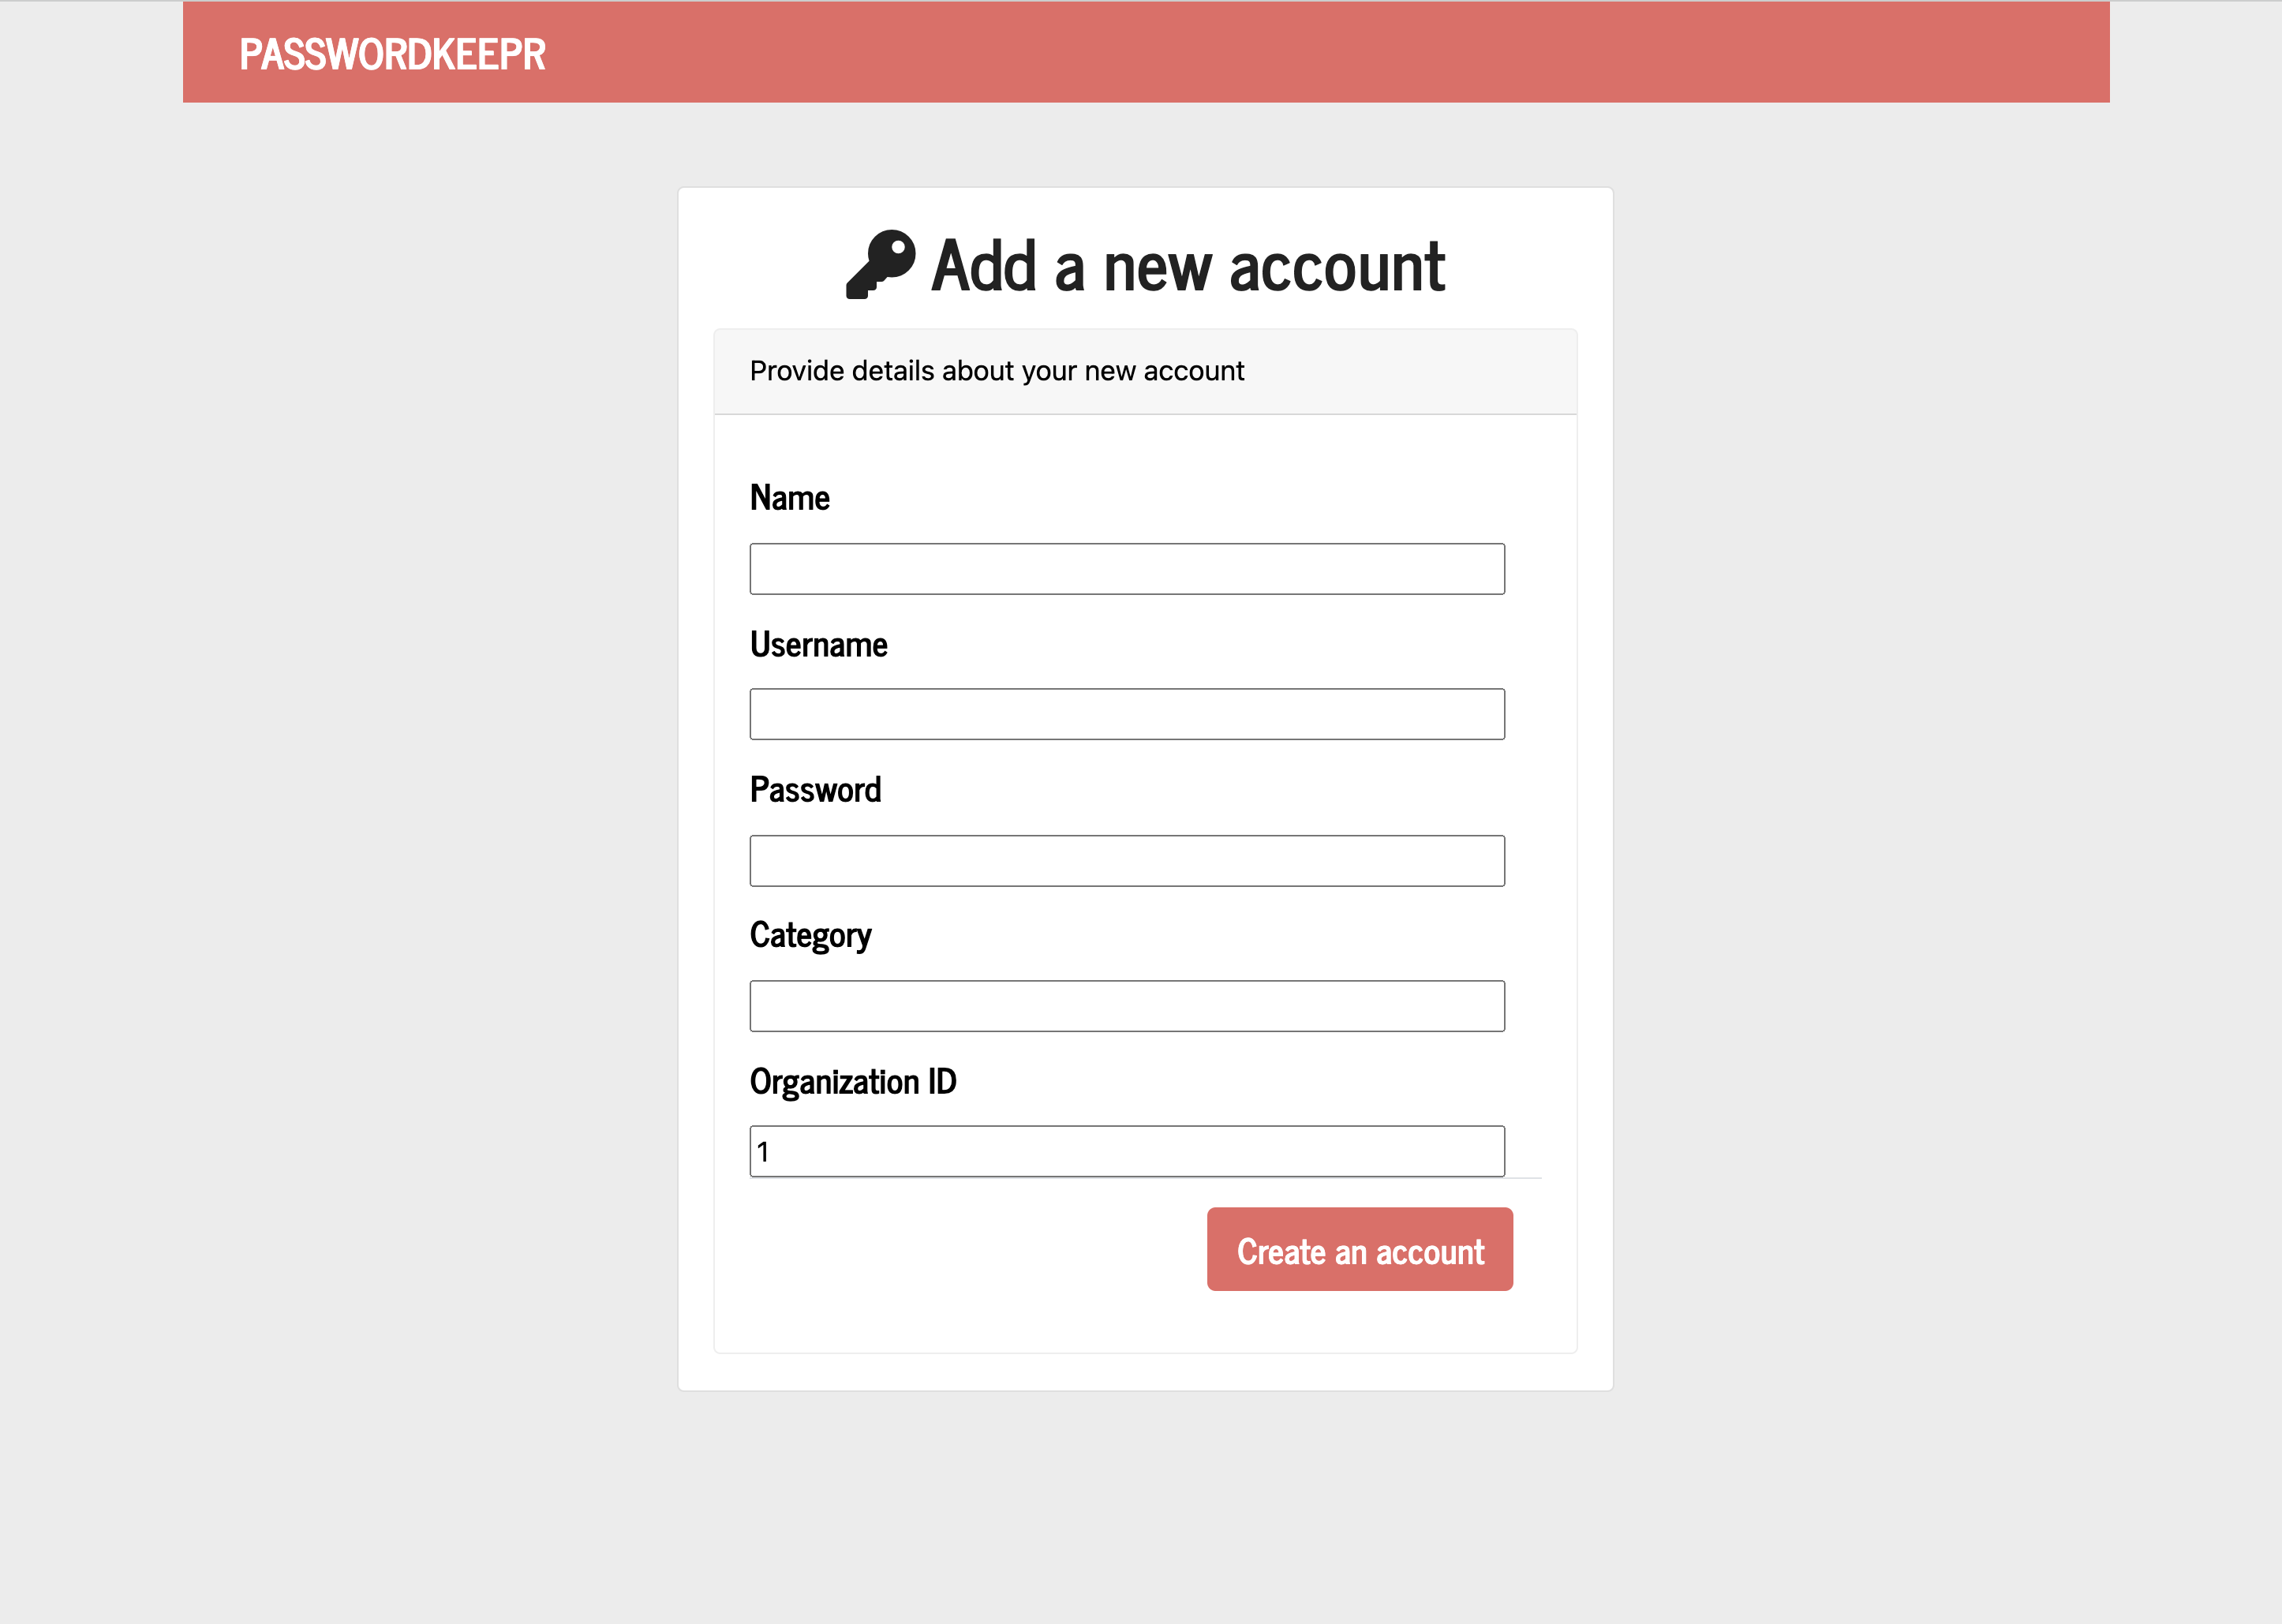 PASSWORDKEEPR
Add a new account
Provide details about your new account
Name
Username
Password
Category
Organization ID
1
Create an account